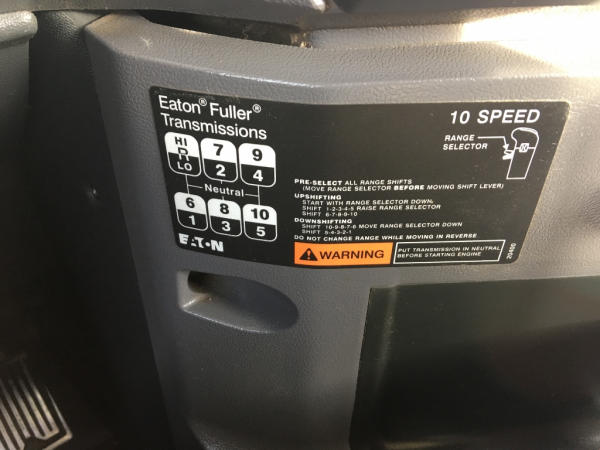 Eaton® Fuller®
Transmissions
10 SPEED
RANGE
SELECTOR
HI 7 9
R
LO 2 4
Neutral
6 8 10
1 3 5
EATON
PRE-SELECT ALL RANGE SHIFTS
(MOVE RANGE SELECTOR BEFORE MOVING SHIFT LEVER)
UPSHIFTING
START WITH RANGE SELECTOR DOWN.
SHIFT 1-2-3-4-5 RAISE RANGE SELECTOR
SHIFT 6-7-8-9-10
DOWNSHIFTING
SHIFT 10-9-8-7-6 MOVE RANGE SELECTOR DOWN
SHIFT 5-4-3-2-1
DO NOT CHANGE RANGE WHILE MOVING IN REVERSE
WARNING
PUT TRANSMISSION IN NEUTRAL
BEFORE STARTING ENGINE